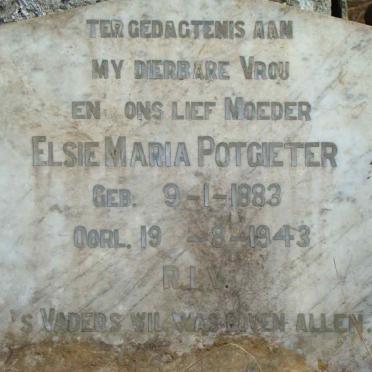 TER GEDAGTENIS AAN
MY DIERBARE VROU
EN ONS LIEF MOEDER
ELSIE MARIA POTGIETER
GEB. 9-1-1883
OORL. 19 -8-1943
R.I.V.
'S VADERS WIL WAS BOVEN ALLEN.